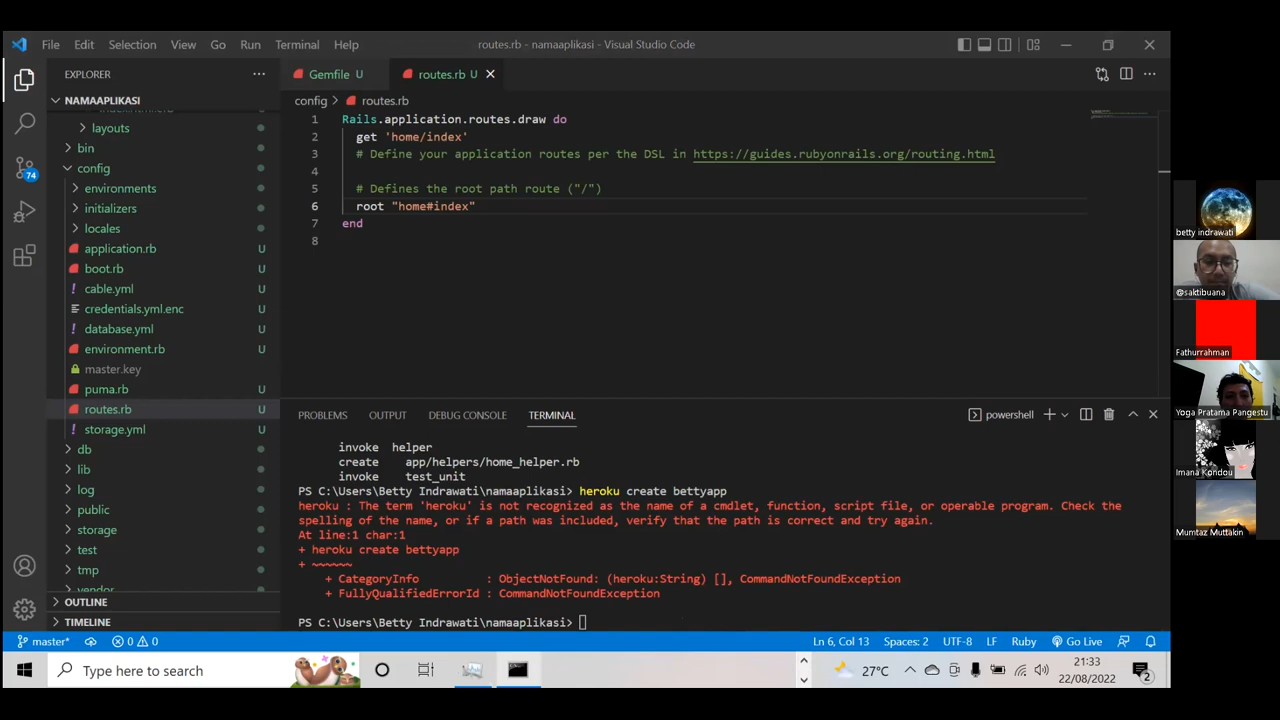 File Edit Selection View Go Run Terminal Help
routes.rb - namaaplikasi - Visual Studio Code
EXPLORER
Gemfile U
routes.rb U
NAMAAPLIKASI
layouts
bin
config
environments
initializers
locales
application.rb U
boot.rb U
cable.yml U
credentials.yml.enc U
database.yml U
environment.rb U
master.key
puma.rb U
routes.rb U
storage.yml U
db
lib
log
public
storage
test
tmp
vendor
OUTLINE
TIMELINE
74
config > routes.rb
1 Rails.application.routes.draw do
2 get 'home/index'
3 # Define your application routes per the DSL in https://guides.rubyonrails.org/routing.html
4
5 # Defines the root path route ("/")
6 root "home#index"
7 end
8
PROBLEMS OUTPUT DEBUG CONSOLE TERMINAL
powershell
invoke helper
create app/helpers/home_helper.rb
invoke test_unit
PS C:\Users\Betty Indrawati\namaaplikasi> heroku create bettyapp
heroku : The term 'heroku' is not recognized as the name of a cmdlet, function, script file, or operable program. Check the
spelling of the name, or if a path was included, verify that the path is correct and try again.
At line:1 char:1
+ heroku create bettyapp
+ ~~~~~~
+ CategoryInfo : ObjectNotFound: (heroku:String) [], CommandNotFoundException
+ FullyQualifiedErrorId : CommandNotFoundException
PS C:\Users\Betty Indrawati\namaaplikasi>
master* 0 0
Ln 6, Col 13 Spaces: 2 UTF-8 LF Ruby Go Live
Type here to search
27°C
21:33
22/08/2022
2
betty indrawati
@saktibuana
Fathurrahman
Yoga Pratama Pangestu
Imana Kondou
Mumtaz Muttakin